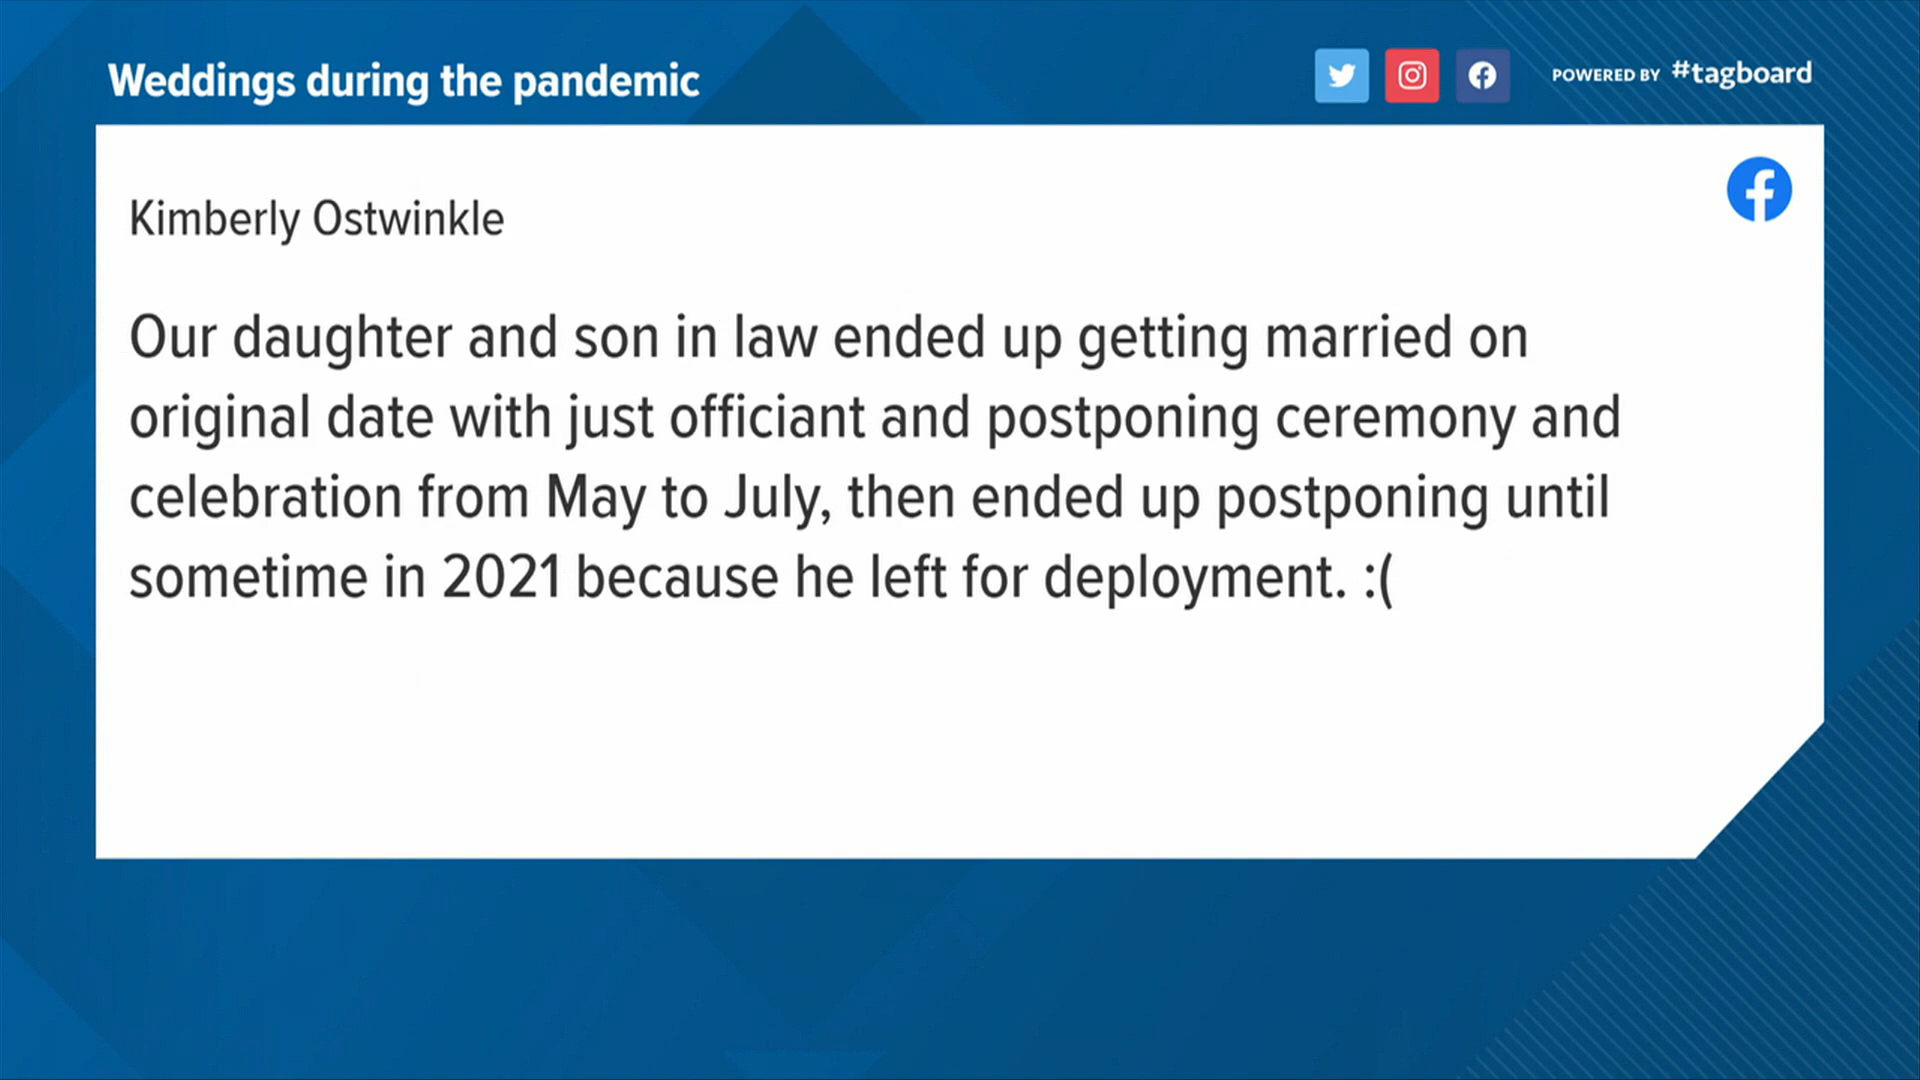 Weddings during the pandemic
POWERED BY #tagboard
Kimberly Ostwinkle
Our daughter and son in law ended up getting married on
original date with just officiant and postponing ceremony and
celebration from May to July, then ended up postponing until
sometime in 2021 because he left for deployment. :(